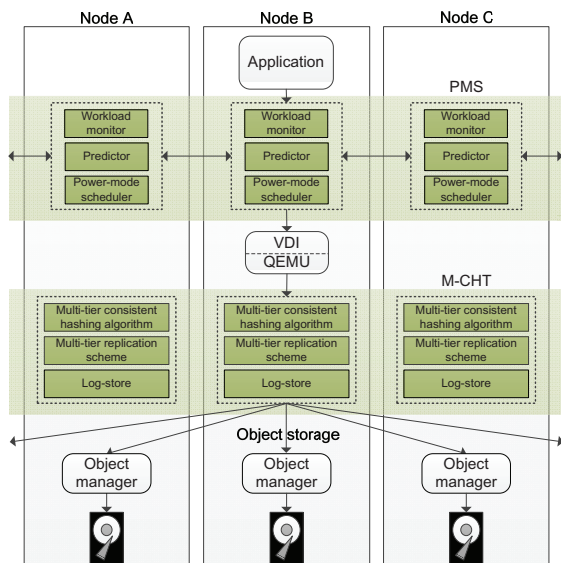 Node A
Node B
Node C
Application
PMS
Workload
monitor
Predictor
Power-mode
scheduler
Workload
monitor
Predictor
Power-mode
scheduler
Workload
monitor
Predictor
Power-mode
scheduler
VDI
QEMU
M-CHT
Multi-tier consistent
hashing algorithm
Multi-tier replication
scheme
Log-store
Multi-tier consistent
hashing algorithm
Multi-tier replication
scheme
Log-store
Multi-tier consistent
hashing algorithm
Multi-tier replication
scheme
Log-store
Object storage
Object
manager
Object
manager
Object
manager